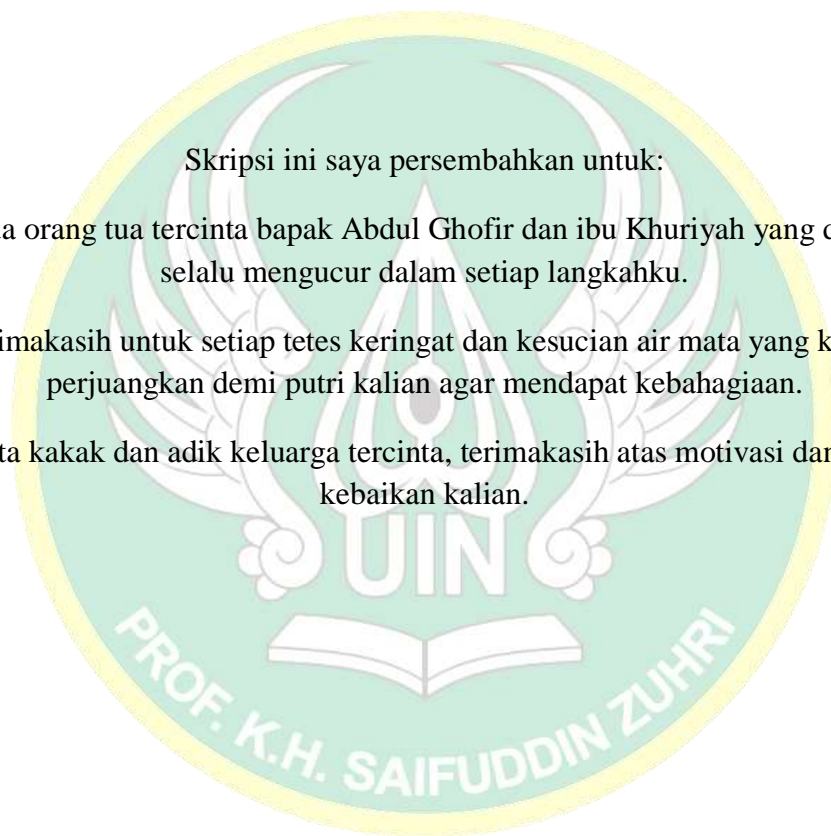 Skripsi ini saya persembahkan untuk:
orang tua tercinta bapak Abdul Ghofir dan ibu Khuriyah yang
selalu mengucur dalam setiap langkahku.
untuk setiap tetes keringat dan kesucian air mata yang
perjuangkan demi putri kalian agar mendapat kebahagiaan.
kakak dan adik keluarga tercinta, terimakasih atas motivasi dan
kebaikan kalian.
UIN
PROF. K.H. SAIFUDDIN ZUHRI